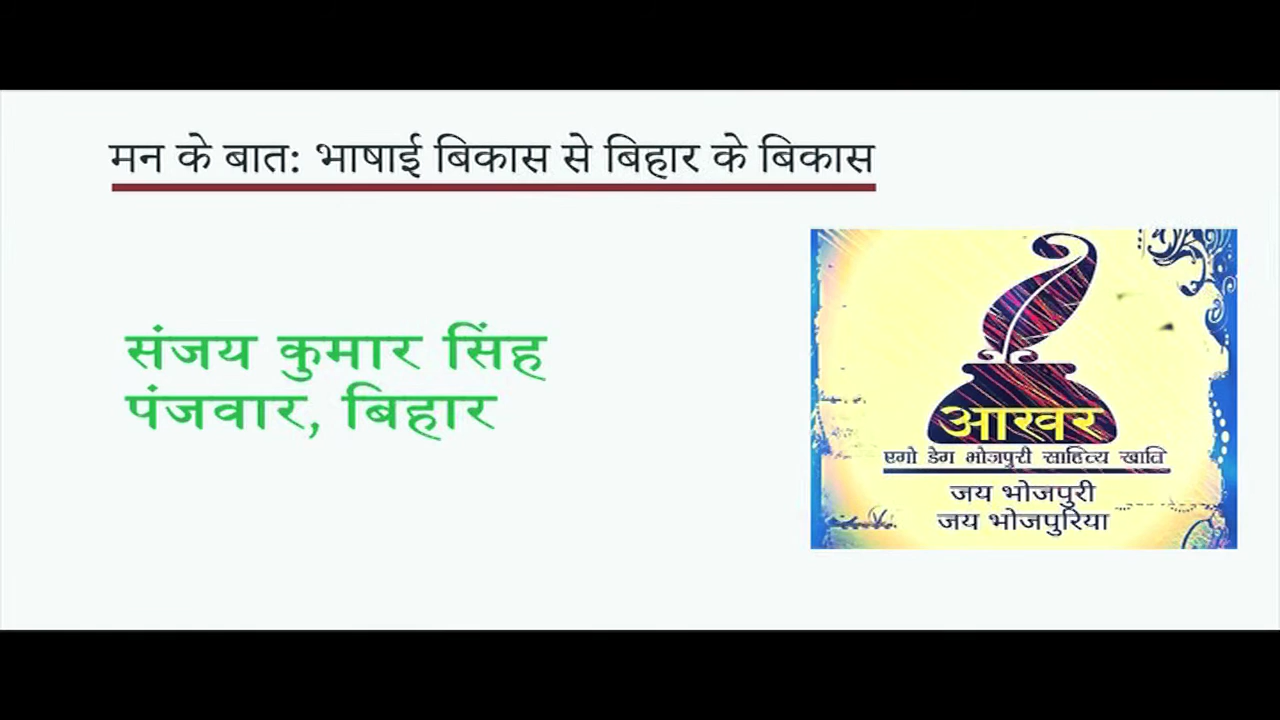 मन के बात: भाषाई बिकास से बिहार के बिकास
संजय कुमार सिंह
पंजवार, बिहार
आखर
एगो डेग भोजपुरी साहित्य खाति
जय भोजपुरी
जय भोजपुरिया